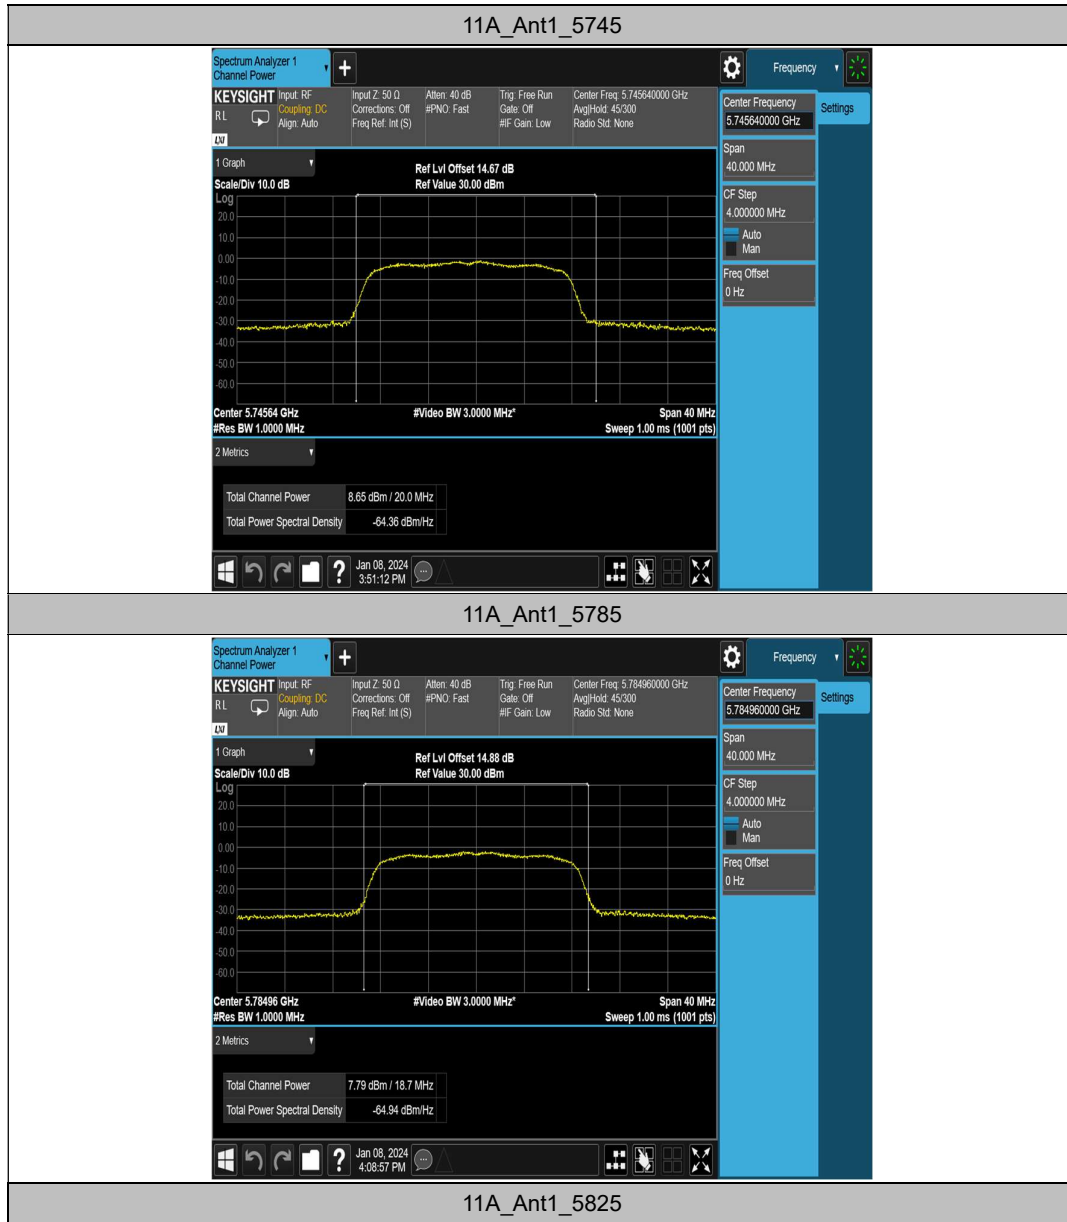 11A_Ant1_5745
Spectrum Analyzer 1
Channel Power
Frequency
KEYSIGHT
RL
LXI
Input: RF
Coupling: DC
Align: Auto
Input Z: 50 Ω
Corrections: Off
Freq Ref: Int (S)
Atten: 40 dB
#PNO: Fast
Trig: Free Run
Gate: Off
#IF Gain: Low
Center Freq: 5.745640000 GHz
Avg|Hold: 45/300
Radio Std: None
Center Frequency
5.745640000 GHz
Settings
Span
40.000 MHz
CF Step
4.000000 MHz
Auto
Man
Freq Offset
0 Hz
1 Graph
Scale/Div 10.0 dB
Ref Lvl Offset 14.67 dB
Ref Value 30.00 dBm
Log
20.0
10.0
0.00
-10.0
-20.0
-30.0
-40.0
-50.0
-60.0
Center 5.74564 GHz
#Video BW 3.0000 MHz*
Span 40 MHz
#Res BW 1.0000 MHz
Sweep 1.00 ms (1001 pts)
2 Metrics
Total Channel Power 8.65 dBm / 20.0 MHz
Total Power Spectral Density -64.36 dBm/Hz
?
Jan 08, 2024
3:51:12 PM
11A_Ant1_5785
Spectrum Analyzer 1
Channel Power
Frequency
KEYSIGHT
RL
LXI
Input: RF
Coupling: DC
Align: Auto
Input Z: 50 Ω
Corrections: Off
Freq Ref: Int (S)
Atten: 40 dB
#PNO: Fast
Trig: Free Run
Gate: Off
#IF Gain: Low
Center Freq: 5.784960000 GHz
Avg|Hold: 45/300
Radio Std: None
Center Frequency
5.784960000 GHz
Settings
Span
40.000 MHz
CF Step
4.000000 MHz
Auto
Man
Freq Offset
0 Hz
1 Graph
Scale/Div 10.0 dB
Ref Lvl Offset 14.88 dB
Ref Value 30.00 dBm
Log
20.0
10.0
0.00
-10.0
-20.0
-30.0
-40.0
-50.0
-60.0
Center 5.78496 GHz
#Video BW 3.0000 MHz*
Span 40 MHz
#Res BW 1.0000 MHz
Sweep 1.00 ms (1001 pts)
2 Metrics
Total Channel Power 7.79 dBm / 18.7 MHz
Total Power Spectral Density -64.94 dBm/Hz
?
Jan 08, 2024
4:08:57 PM
11A_Ant1_5825